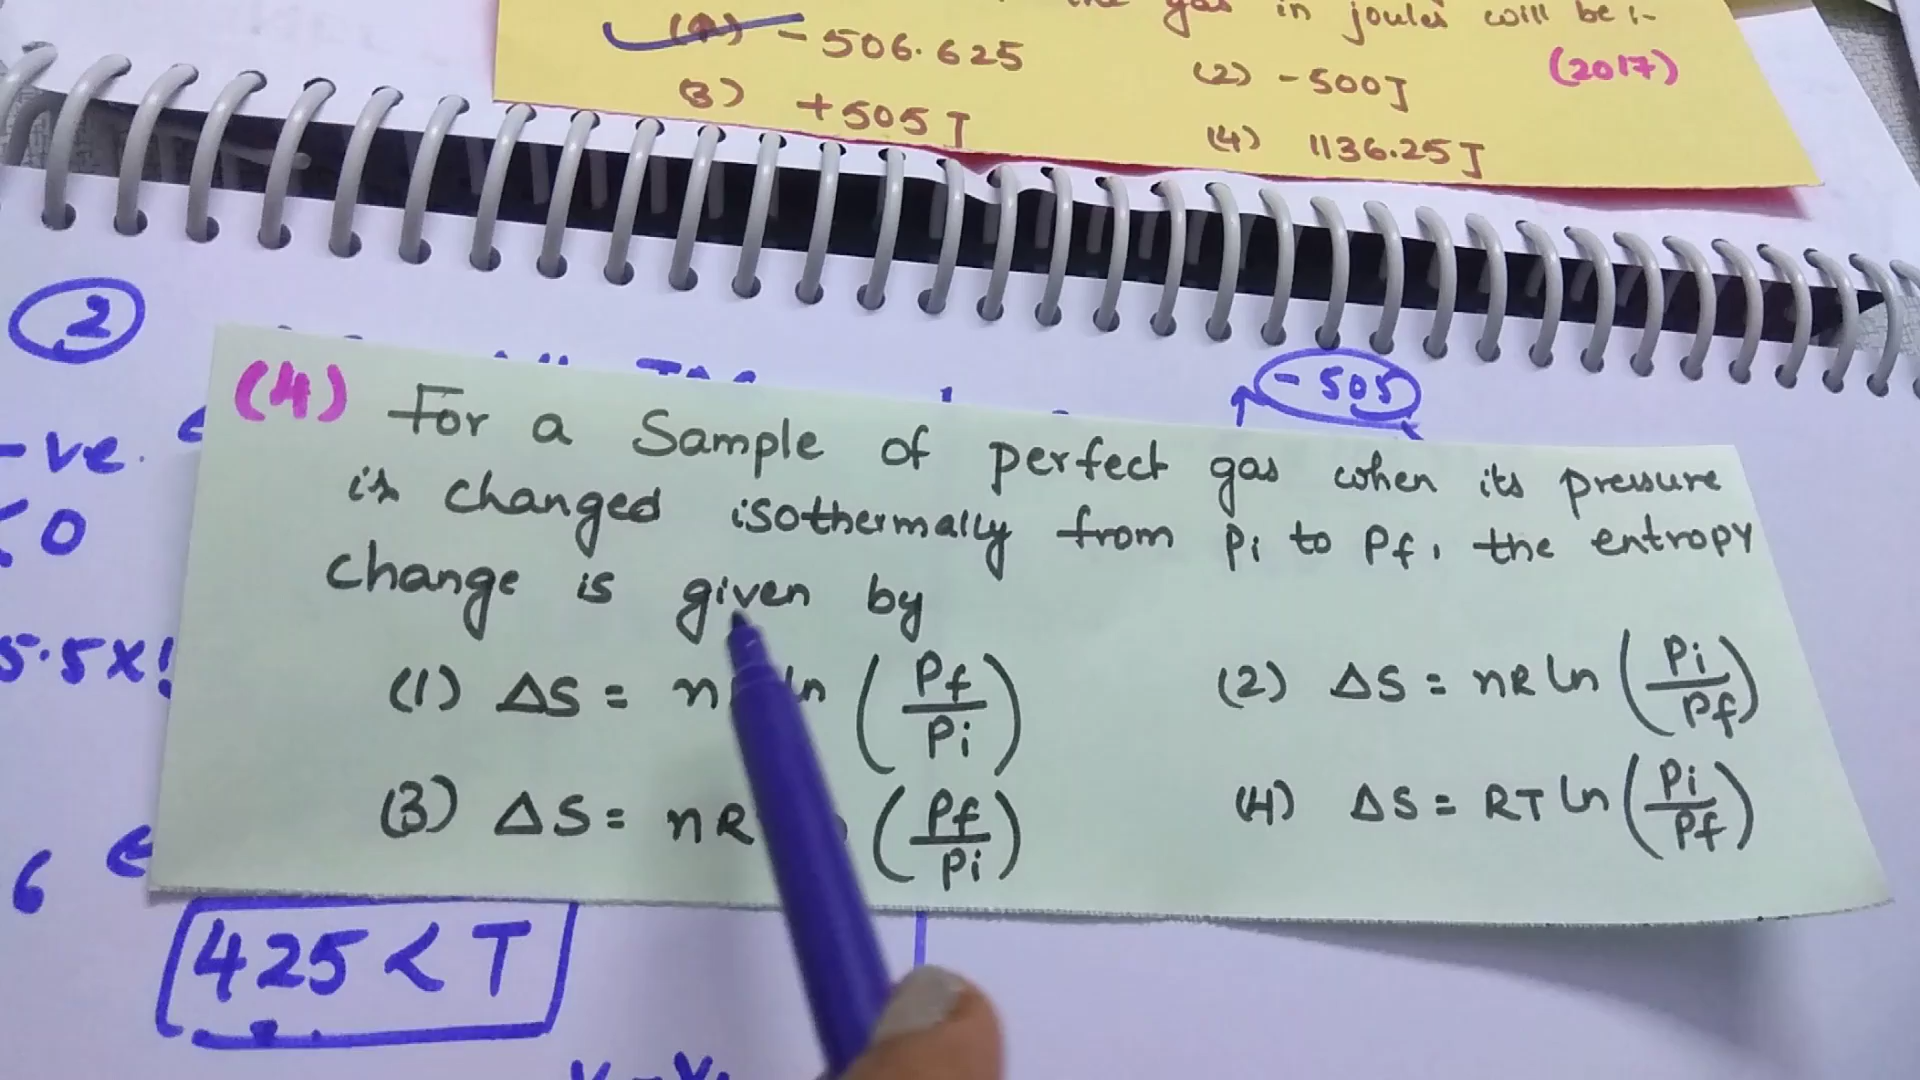 the gas in joules will be :-
(1) - 506.625
(2) - 500J
(2017)
(3) +505J
(4) 1136.25J
2
- 505
-ve.
< 0
5.5x
6
(4) For a Sample of perfect gas when its pressure
is changed isothermally from Pi to Pf, the entropy
change is given by
(1) ΔS = n ln (Pf/Pi)
(2) ΔS = nR ln (Pi/Pf)
(3) ΔS = nR (Pf/Pi)
(4) ΔS = RT ln (Pi/Pf)
425 < T